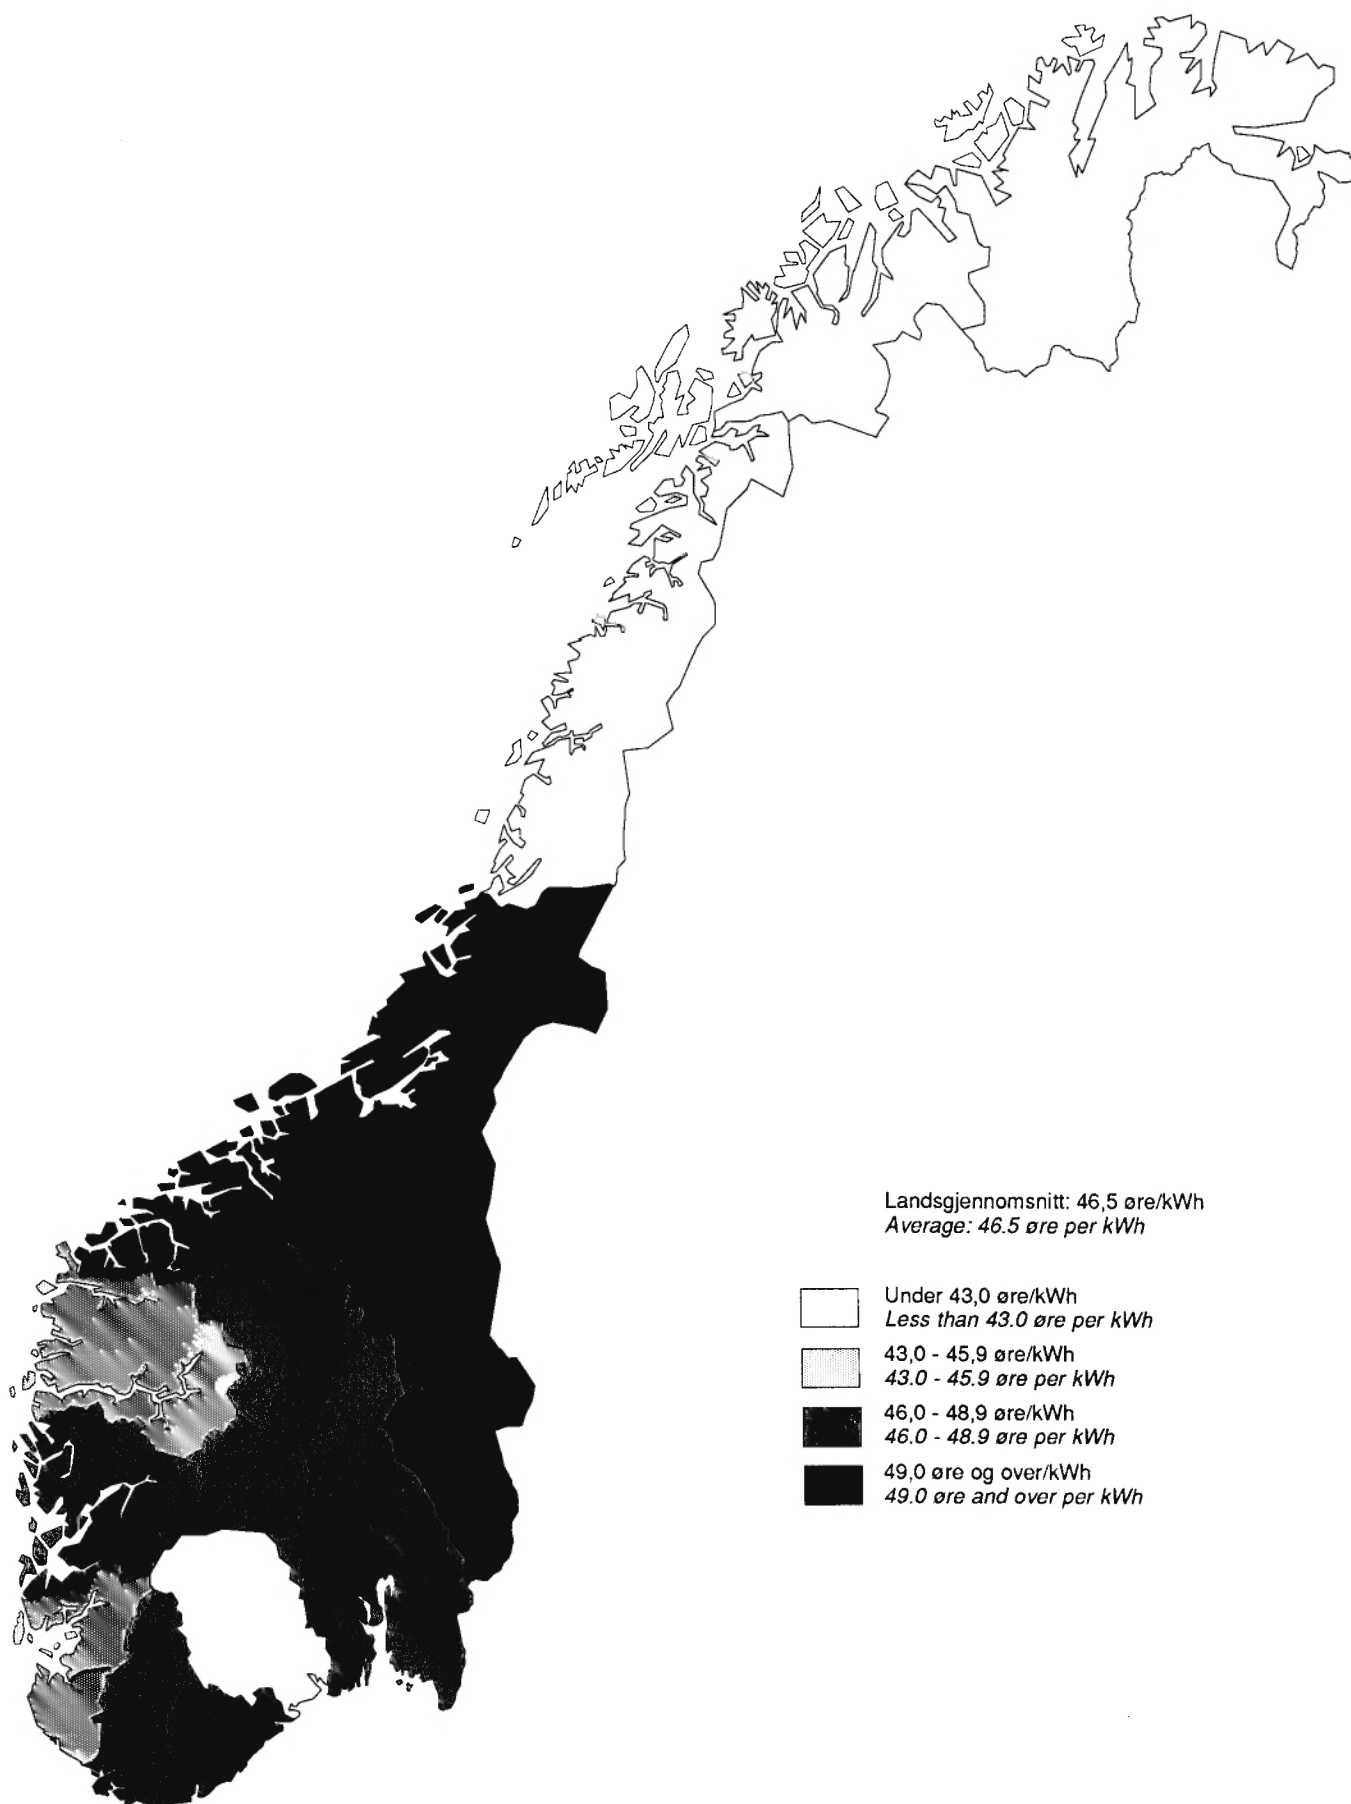 Landsgjennomsnitt: 46,5 øre/kWh
Average: 46.5 øre per kWh
Under 43,0 øre/kWh
Less than 43.0 øre per kWh
43,0 - 45,9 øre/kWh
43.0 - 45.9 øre per kWh
46,0 - 48,9 øre/kWh
46.0 - 48.9 øre per kWh
49,0 øre og over/kWh
49.0 øre and over per kWh